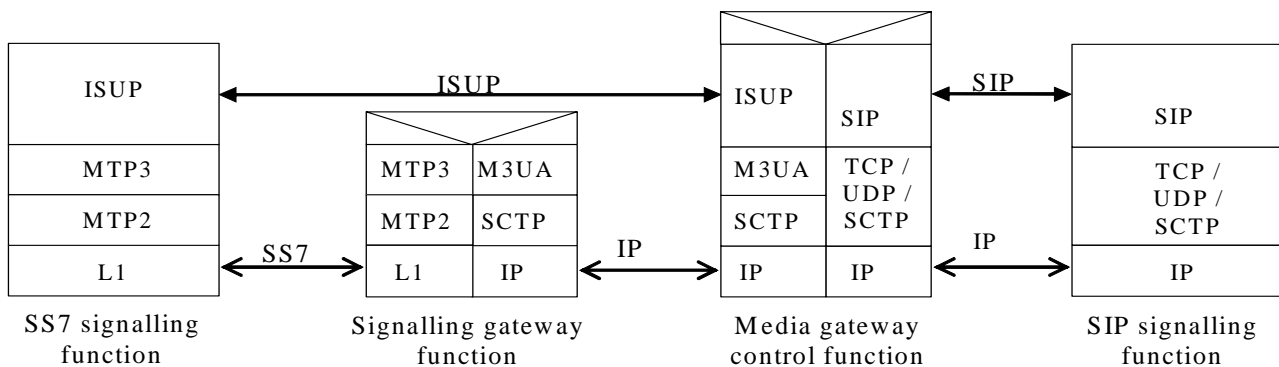 ISUP
MTP3
MTP2
L1
SS7 signalling
function
ISUP
SS7
MTP3
M3UA
MTP2
SCTP
L1
IP
Signalling gateway
function
IP
ISUP
SIP
M3UA
SCTP
TCP /
UDP /
SCTP
IP
IP
Media gateway
control function
SIP
IP
SIP
TCP /
UDP /
SCTP
IP
SIP signalling
function